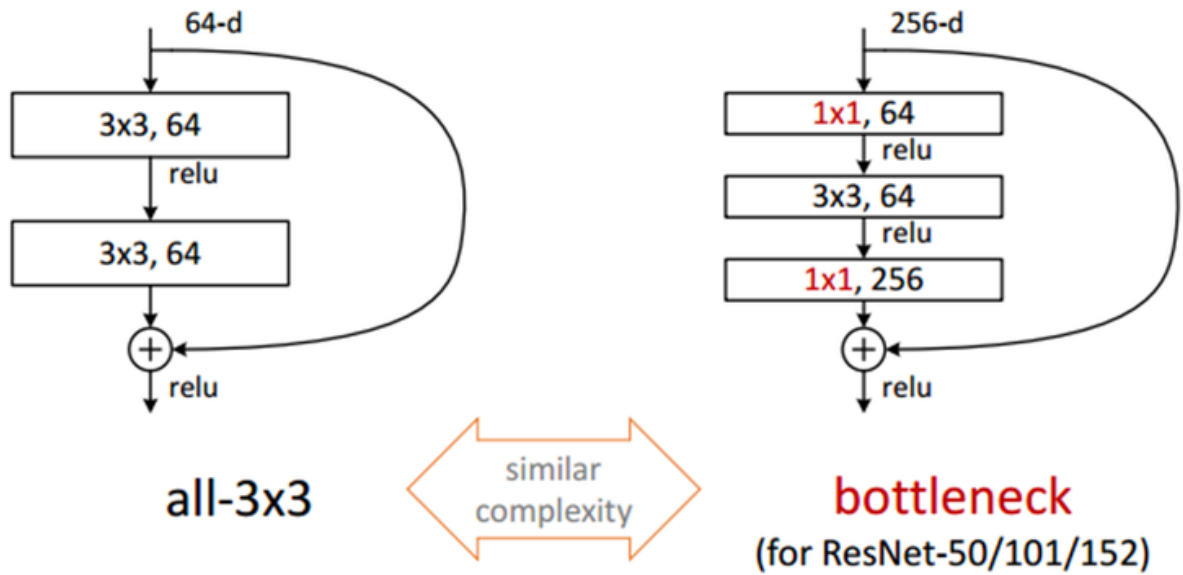 64-d
3x3, 64
relu
3x3, 64
+
relu
all-3x3
256-d
1x1, 64
relu
3x3, 64
relu
1x1, 256
+
relu
bottleneck
(for ResNet-50/101/152)
similar
complexity